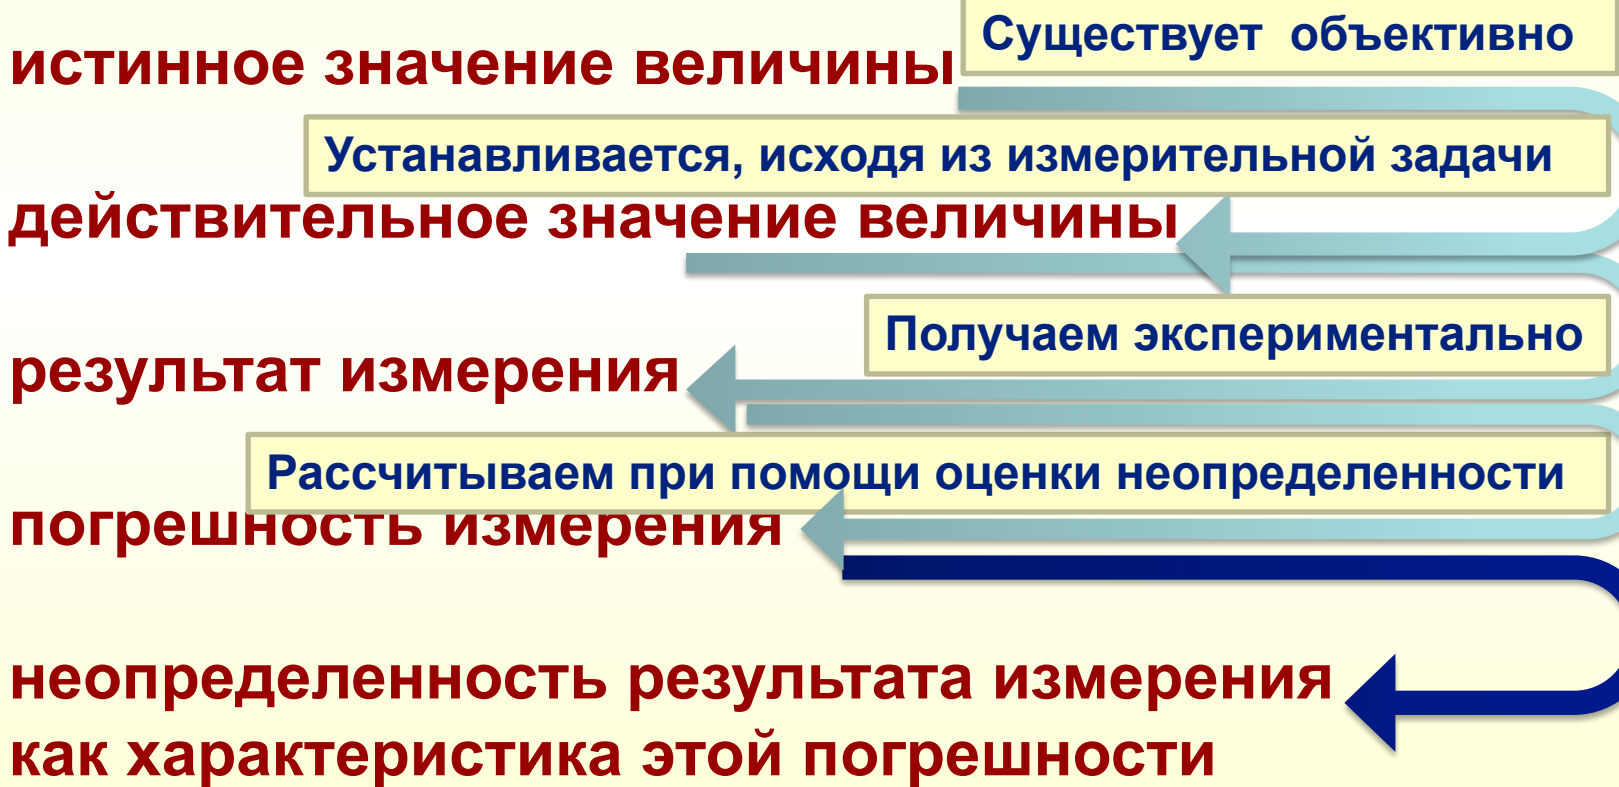 Существует объективно
истинное значение величины
Устанавливается, исходя из измерительной задачи
действительное значение величины
Получаем экспериментально
результат измерения
Рассчитываем при помощи оценки неопределенности
погрешность измерения
неопределенность результата измерения
как характеристика этой погрешности